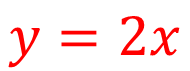 y = 2x